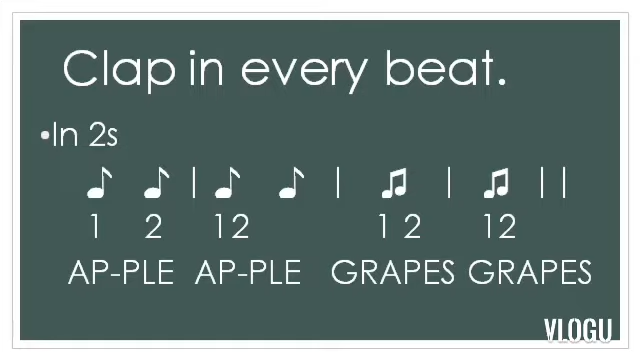 Clap in every beat.
•In 2s
♪ ♪ | ♪ ♪ | ♫ | ♫ ||
1 2 12 1 2 12
AP-PLE AP-PLE GRAPES GRAPES
VLOGU